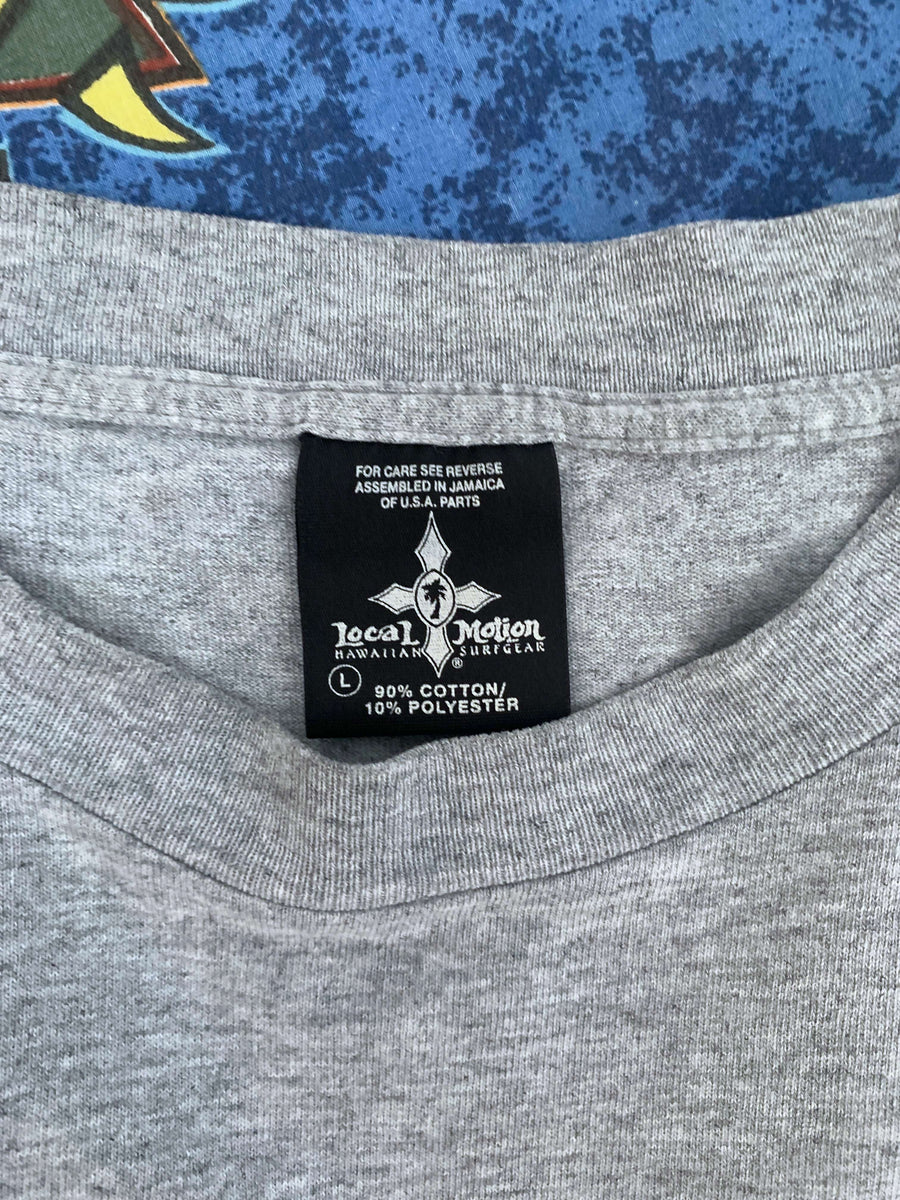 FOR CARE SEE REVERSE
ASSEMBLED IN JAMAICA
OF U.S.A. PARTS
Local Motion
HAWAIIAN SURFGEAR
®
L
90% COTTON/
10% POLYESTER